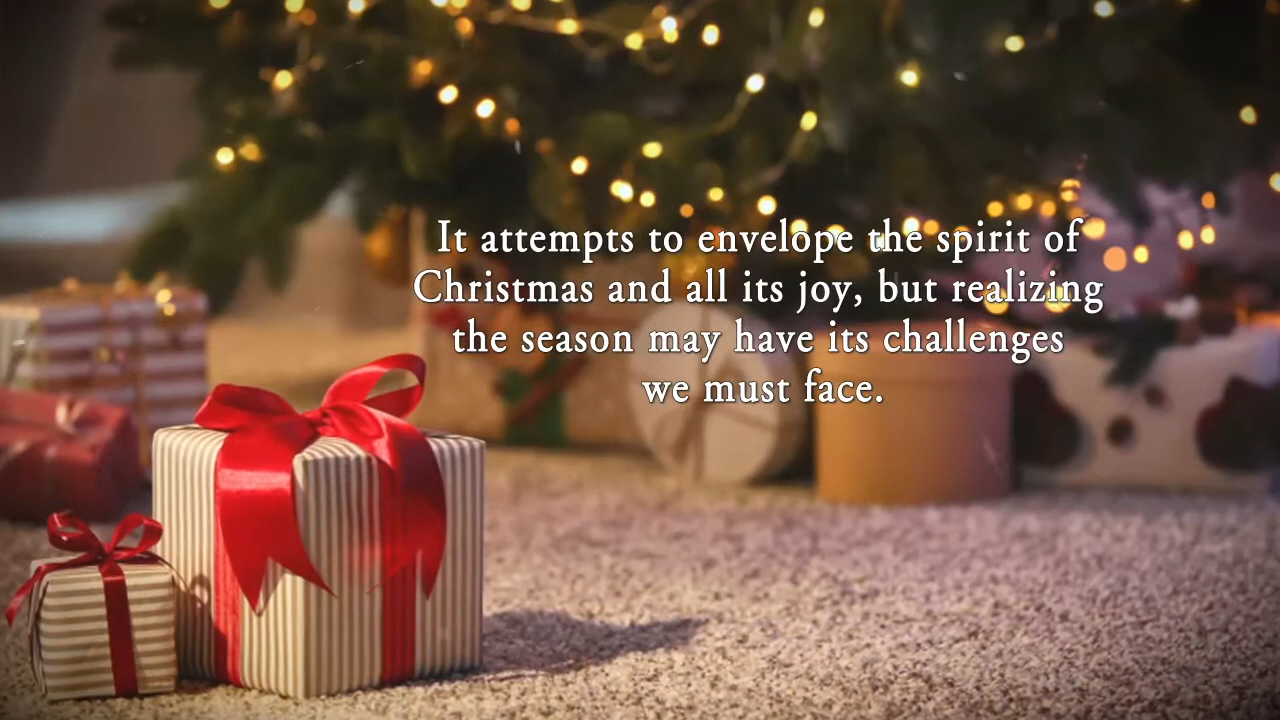 It attempts to envelope the spirit of
Christmas and all its joy, but realizing
the season may have its challenges
we must face.